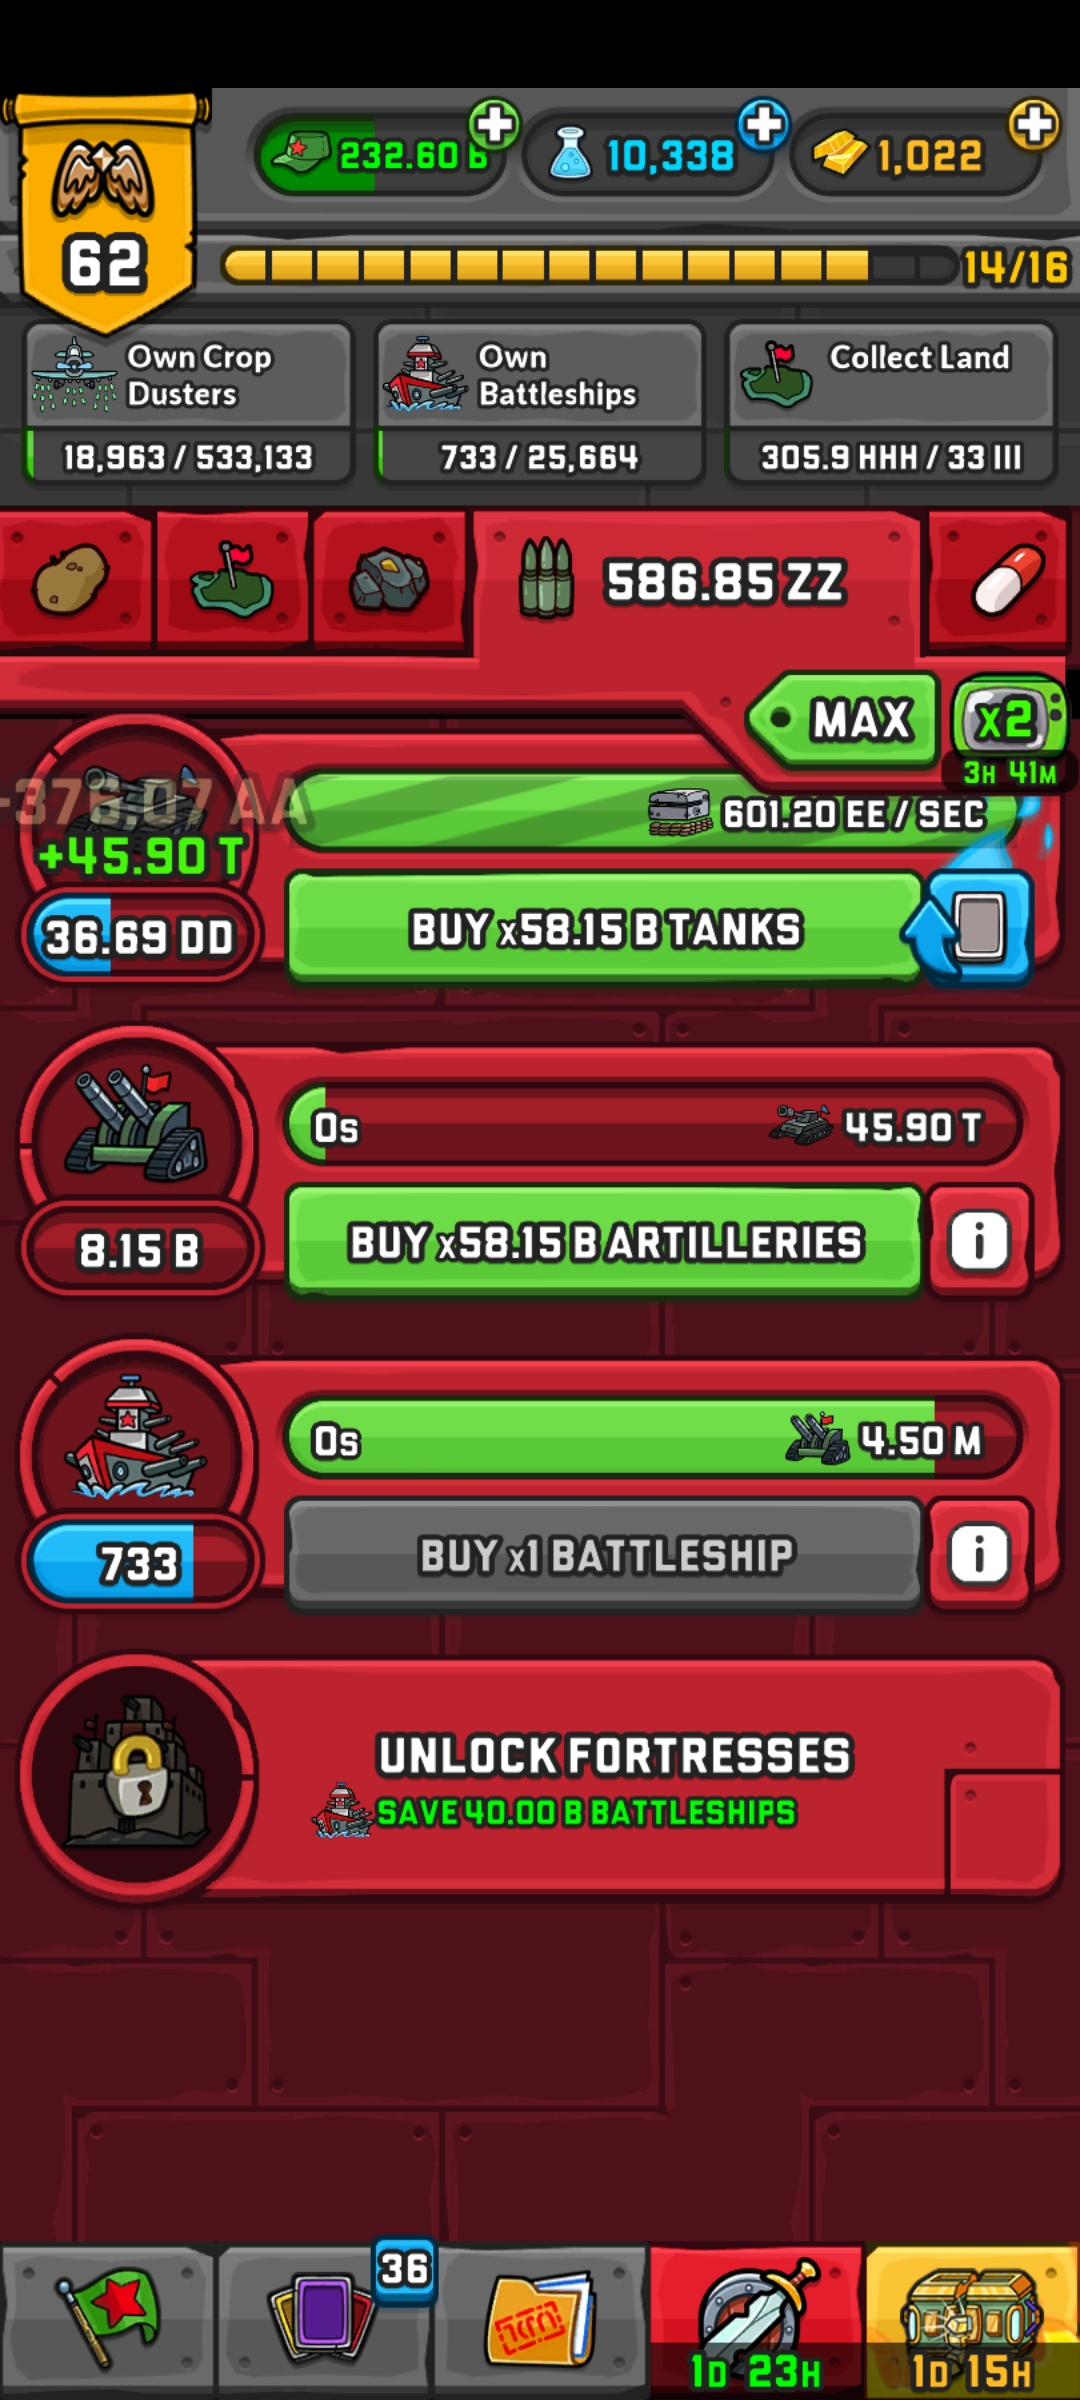 232.60 B
10,338
1,022
62
14/16
Own Crop
Dusters
18,963 / 533,133
Own
Battleships
733 / 25,664
Collect Land
305.9 HHH / 33 III
586.85 ZZ
MAX
x2
3H 41M
-376.07 AA
+45.90 T
601.20 EE / SEC
36.69 DD
BUY x58.15 B TANKS
0s
45.90 T
8.15 B
BUY x58.15 B ARTILLERIES
i
0s
4.50 M
733
BUY x1 BATTLESHIP
i
UNLOCK FORTRESSES
SAVE 40.00 B BATTLESHIPS
36
1D 23H
1D 15H